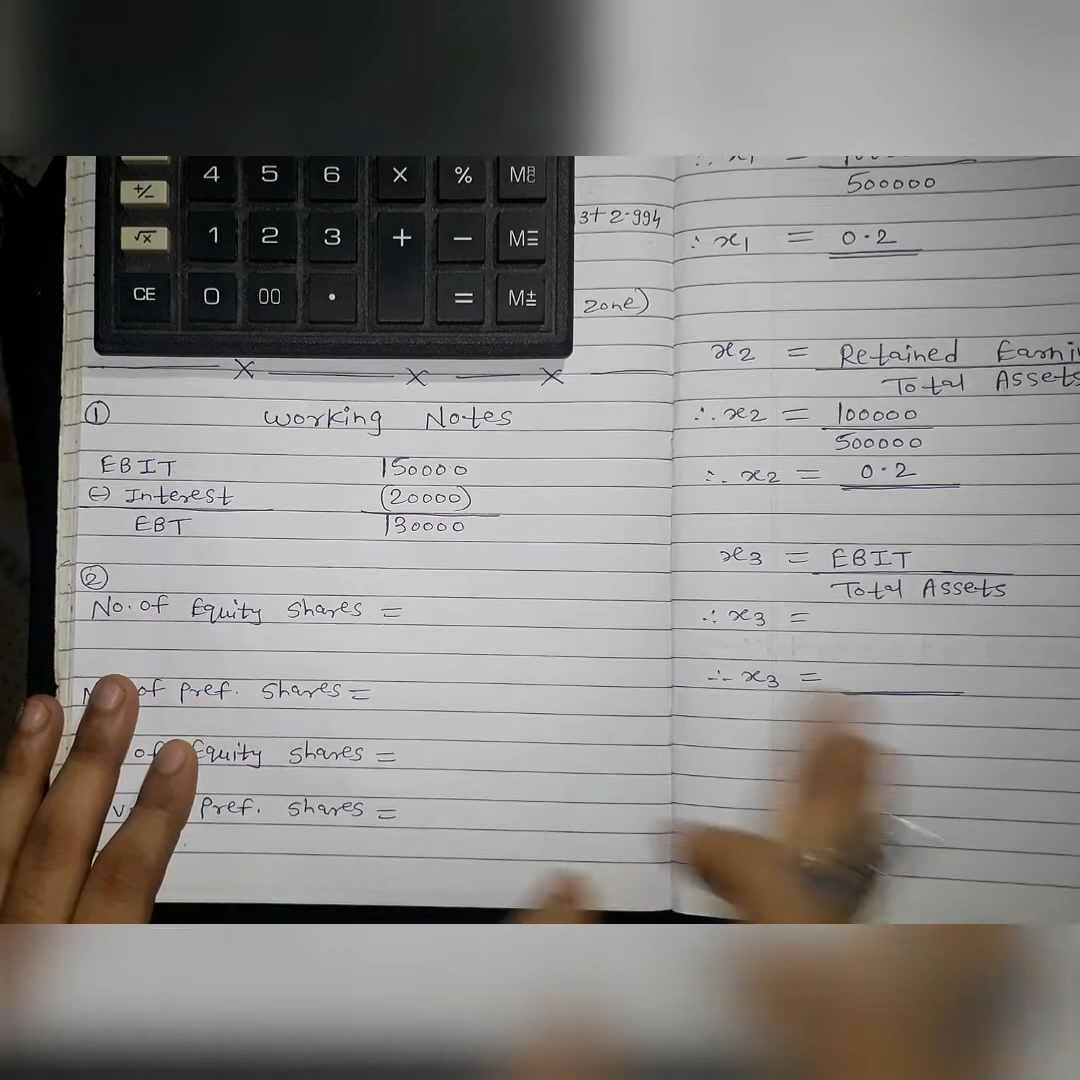 +/- 4 5 6 X % M
√x 1 2 3 + − M
CE 0 00 . = M±
3+2.994
zone)
① Working Notes
EBIT 150000
(-) Interest (20000)
EBT 130000
②
No. of Equity Shares =
of Pref. Shares =
of Equity Shares =
Pref. Shares =
500000
∴ x1 = 0.2
x2 = Retained Earni
Total Assets
∴ x2 = 100000
500000
∴ x2 = 0.2
x3 = EBIT
Total Assets
∴ x3 =
∴ x3 =